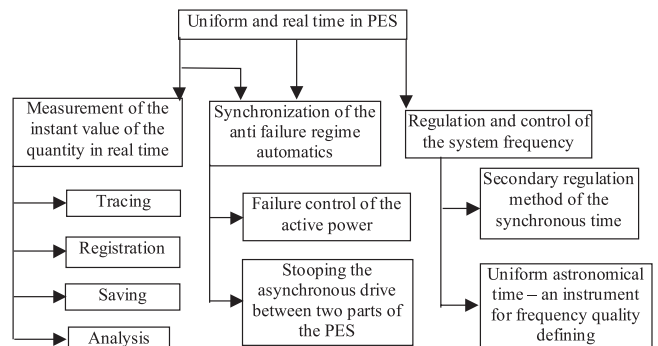 Uniform and real time in PES
Measurement of the
instant value of the
quantity in real time
Synchronization of the
anti failure regime
automatics
Regulation and control of
the system frequency
Tracing
Registration
Saving
Analysis
Failure control of the
active power
Stooping the
asynchronous drive
between two parts of
the PES
Secondary regulation
method of the
synchronous time
Uniform astronomical
time – an instrument
for frequency quality
defining